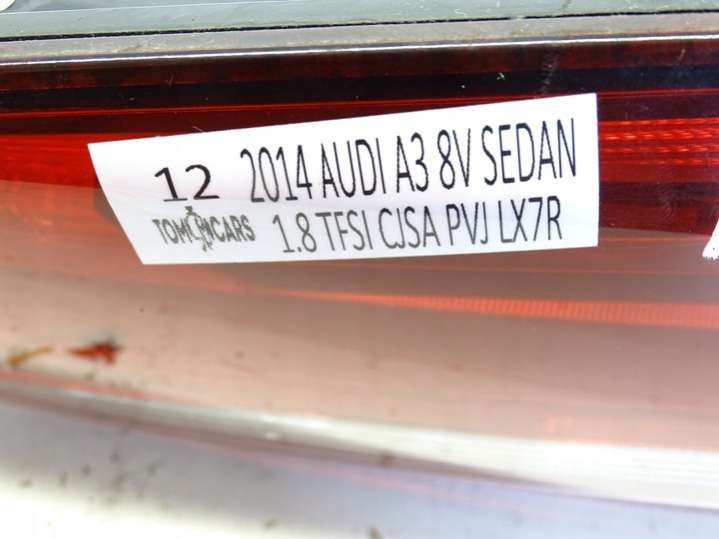 12 2014 AUDI A3 8V SEDAN
TOMCARS 1.8 TFSI CJSA PVJ LX7R